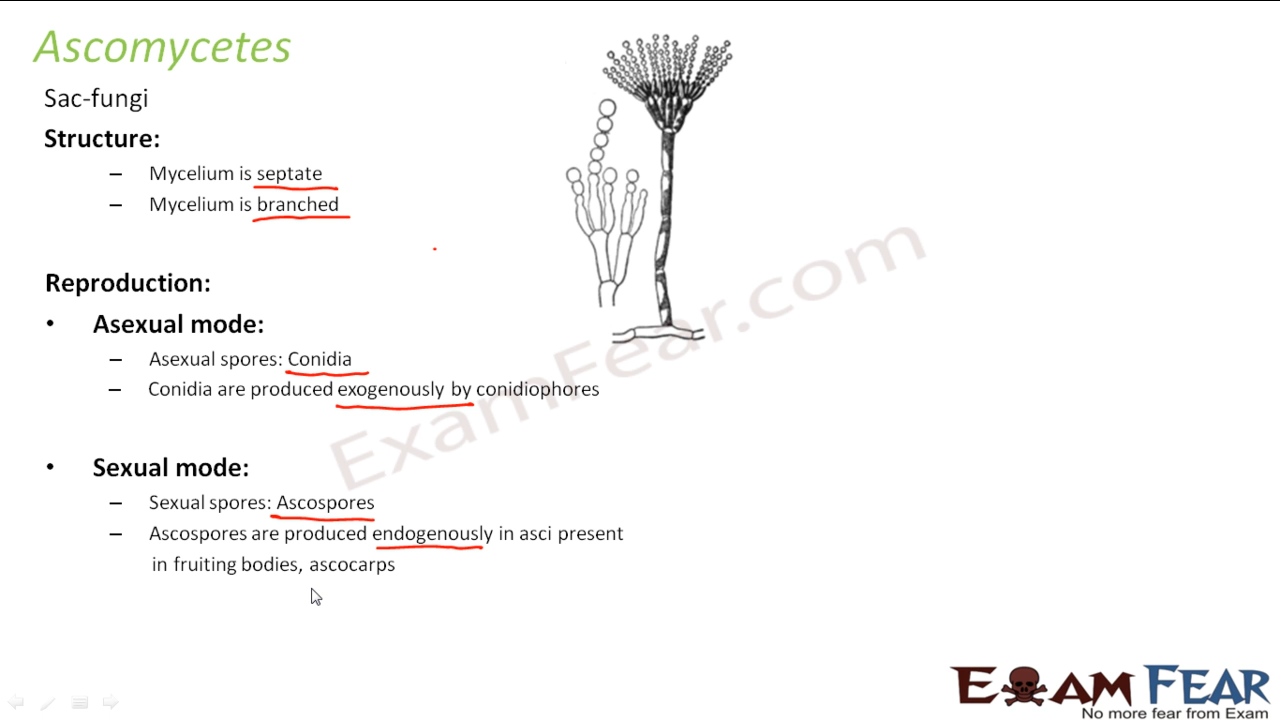 Ascomycetes
Sac-fungi
Structure:
– Mycelium is septate
– Mycelium is branched
Reproduction:
• Asexual mode:
– Asexual spores: Conidia
– Conidia are produced exogenously by conidiophores
• Sexual mode:
– Sexual spores: Ascospores
– Ascospores are produced endogenously in asci present
in fruiting bodies, ascocarps
ExamFear.com
EXAM FEAR
No more fear from Exam